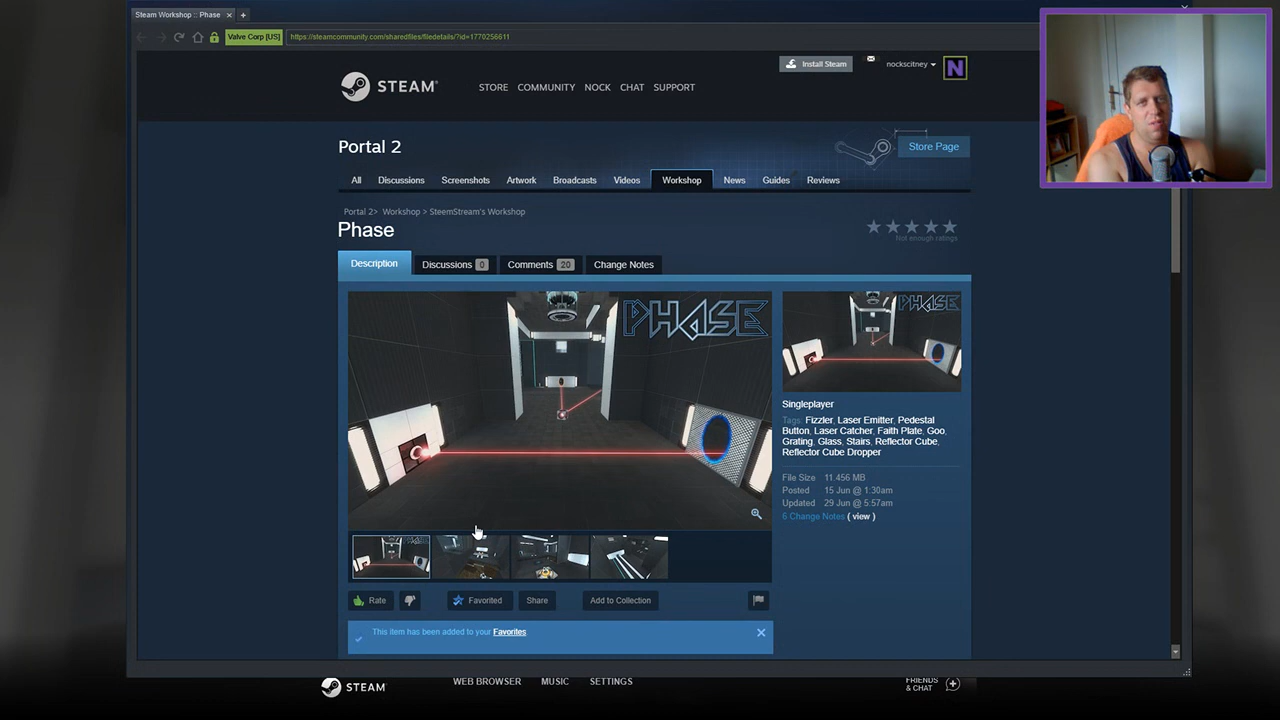 Steam Workshop :: Phase
Valve Corp [US]
https://steamcommunity.com/sharedfiles/filedetails/?id=1770256611
Install Steam
nockscitney
N
STEAM®
STORE COMMUNITY NOCK CHAT SUPPORT
Portal 2
Store Page
All Discussions Screenshots Artwork Broadcasts Videos Workshop News Guides Reviews
Portal 2> Workshop > SteemStream's Workshop
Phase
Not enough ratings
Description Discussions 0 Comments 20 Change Notes
PHASE
PHASE
Singleplayer
Tags: Fizzler, Laser Emitter, Pedestal
Button, Laser Catcher, Faith Plate, Goo,
Grating, Glass, Stairs, Reflector Cube,
Reflector Cube Dropper
File Size 11.456 MB
Posted 15 Jun @ 1:30am
Updated 29 Jun @ 5:57am
6 Change Notes ( view )
Rate Favorited Share Add to Collection
This item has been added to your Favorites
STEAM
WEB BROWSER MUSIC SETTINGS
FRIENDS
& CHAT